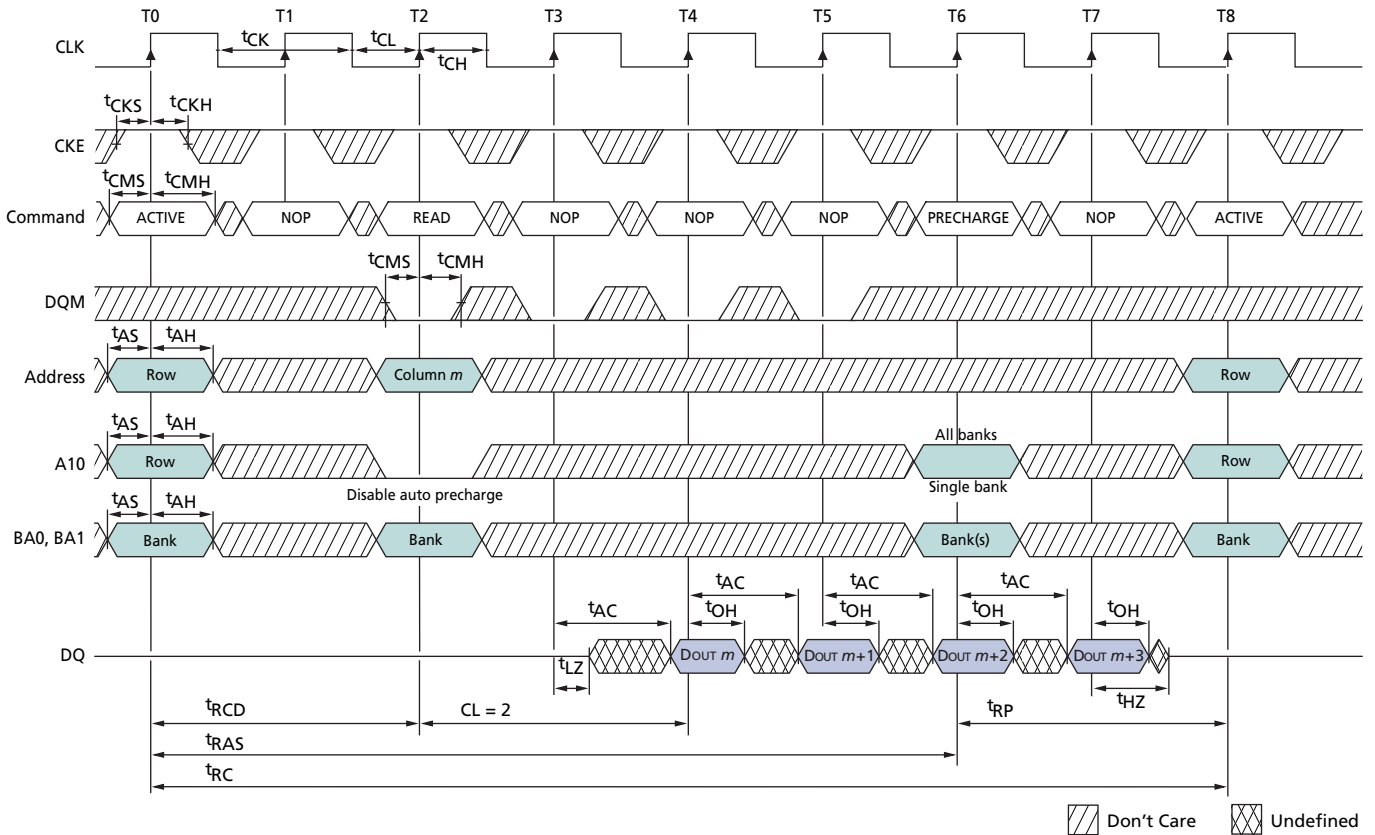 T0 T1 T2 T3 T4 T5 T6 T7 T8
CLK
tCK tCL
tCH
tCKS tCKH
CKE
tCMS tCMH
Command ACTIVE NOP READ NOP NOP NOP PRECHARGE NOP ACTIVE
tCMS tCMH
DQM
tAS tAH
Address Row Column m Row
tAS tAH
All banks
A10 Row Row
Disable auto precharge Single bank
tAS tAH
BA0, BA1 Bank Bank Bank(s) Bank
tAC tAC tAC
tAC tOH tOH tOH tOH
DQ DOUT m DOUT m+1 DOUT m+2 DOUT m+3
tLZ
tHZ
tRCD CL = 2 tRP
tRAS
tRC
Don't Care Undefined